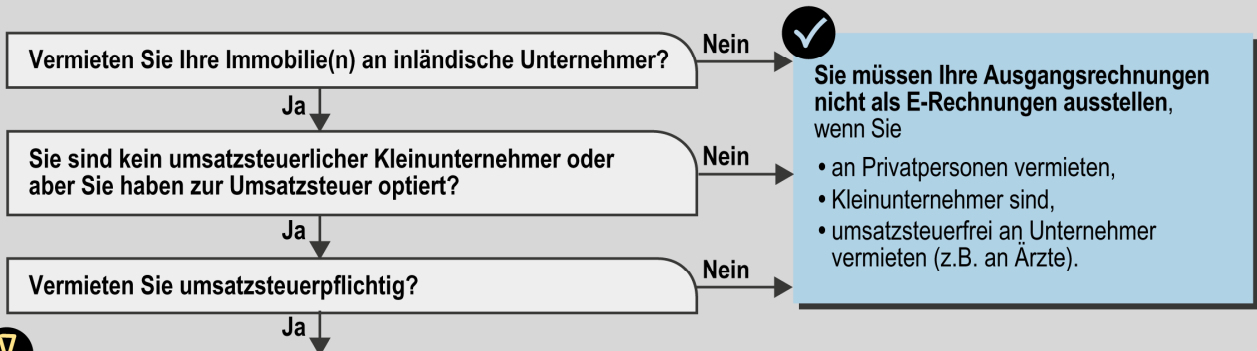 Vermieten Sie Ihre Immobilie(n) an inländische Unternehmer?
Nein
Ja
Sie sind kein umsatzsteuerlicher Kleinunternehmer oder
aber Sie haben zur Umsatzsteuer optiert?
Nein
Ja
Vermieten Sie umsatzsteuerpflichtig?
Nein
Ja
Sie müssen Ihre Ausgangsrechnungen
nicht als E-Rechnungen ausstellen,
wenn Sie
• an Privatpersonen vermieten,
• Kleinunternehmer sind,
• umsatzsteuerfrei an Unternehmer
vermieten (z.B. an Ärzte).